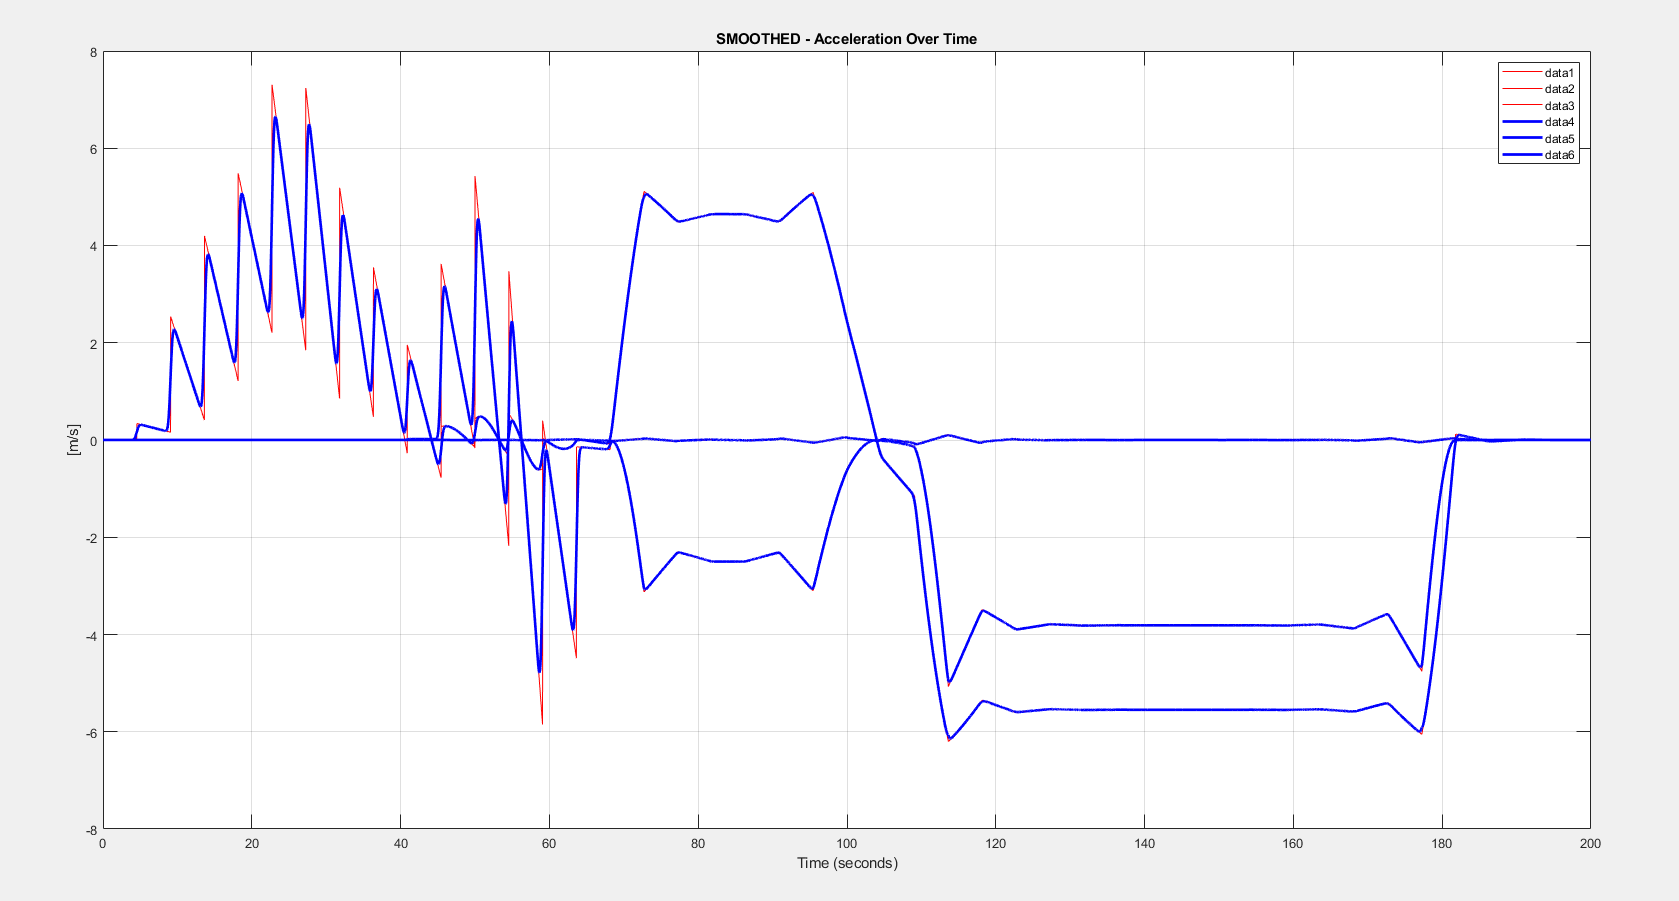 SMOOTHED - Acceleration Over Time
data1
data2
data3
data4
data5
data6
8
6
4
2
0
-2
-4
-6
-8
[m/s]
0 20 40 60 80 100 120 140 160 180 200
Time (seconds)